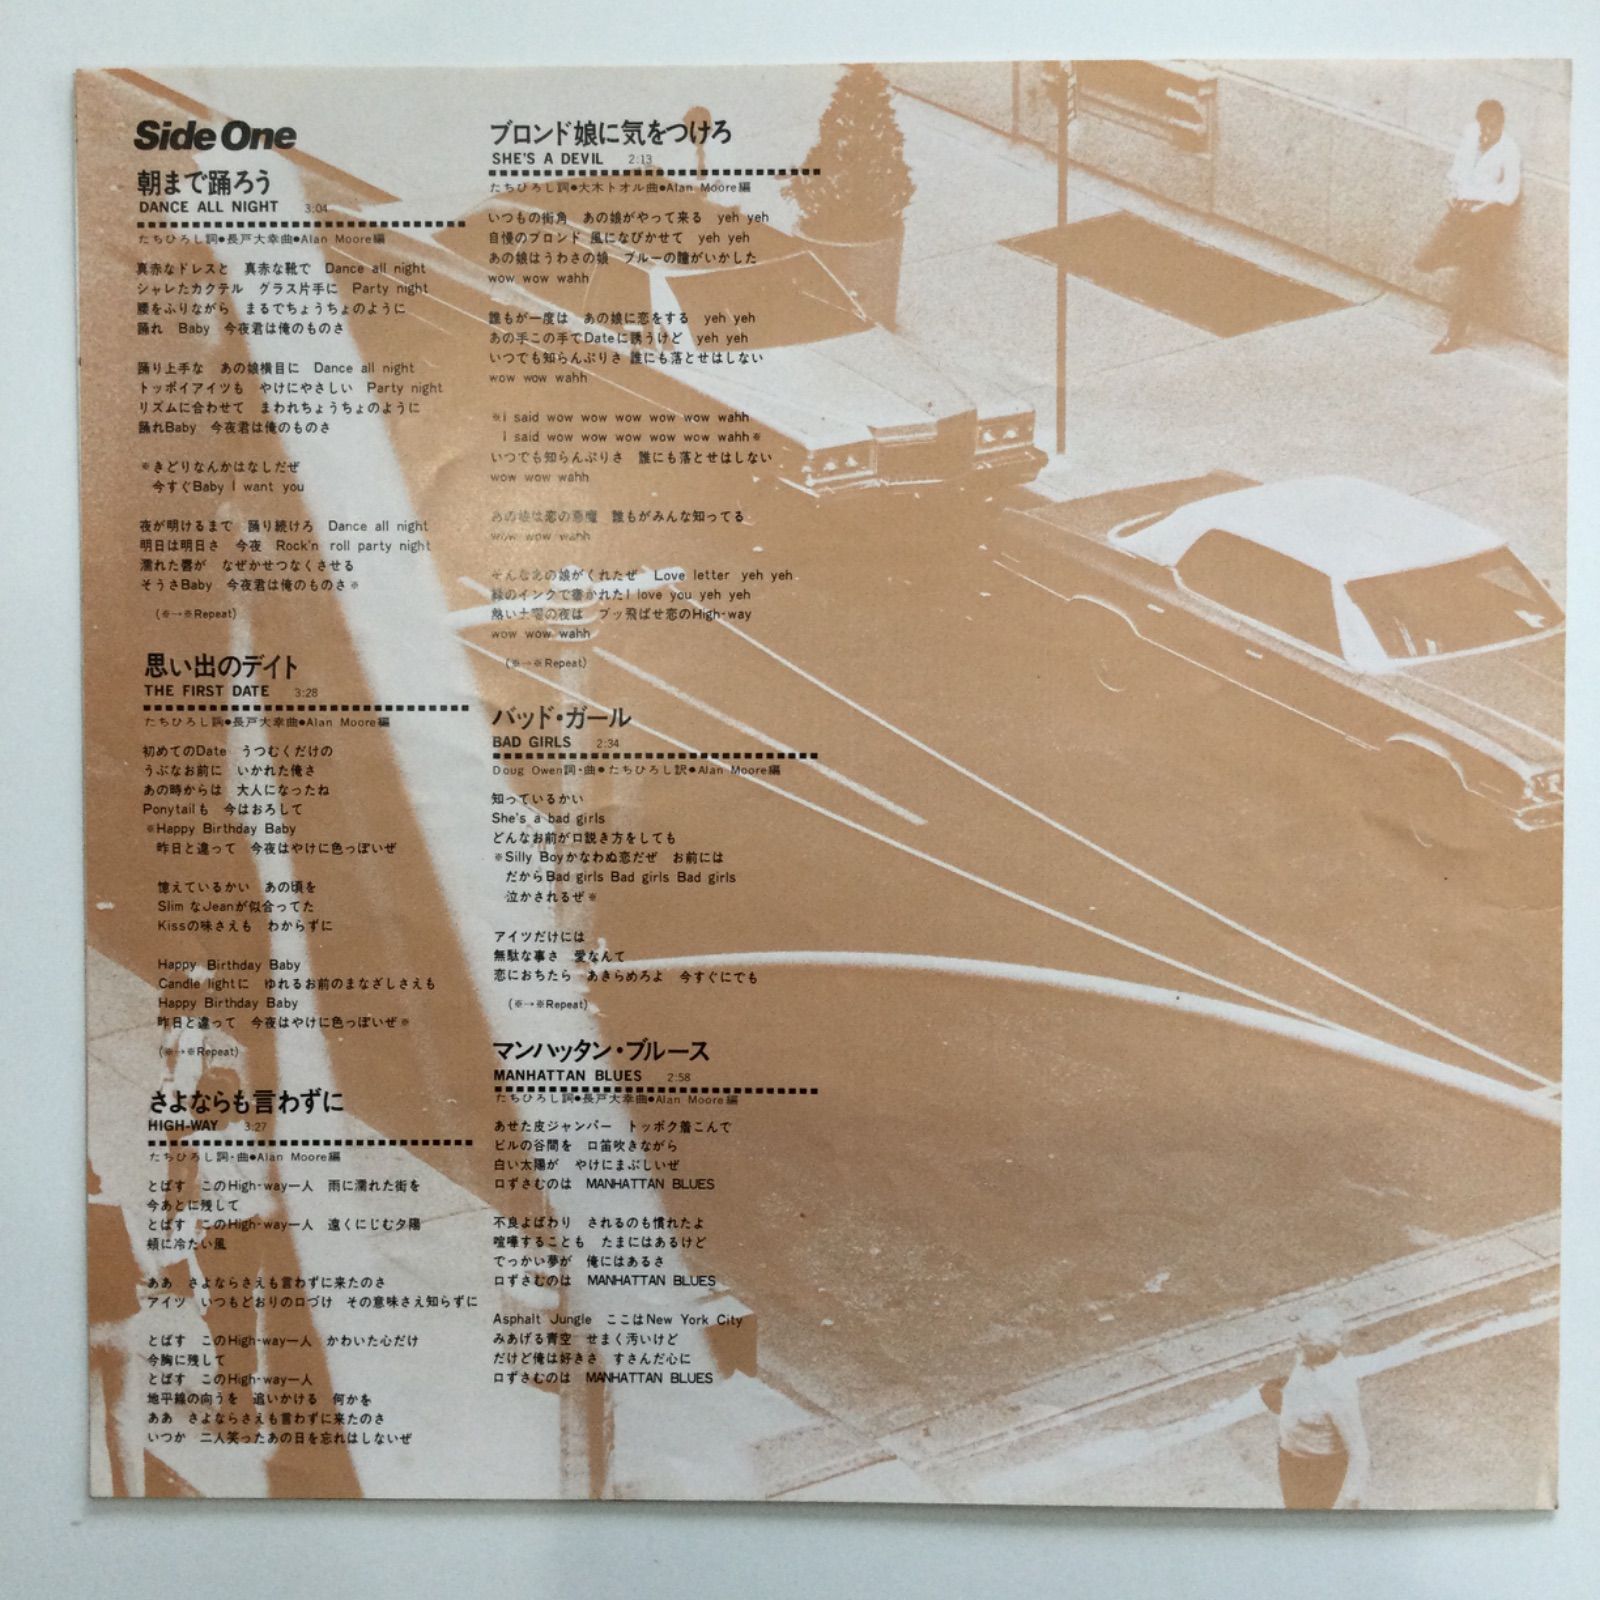 Side One
朝まで踊ろう
DANCE ALL NIGHT 3:04
たちひろし詞●長戸大幸曲●Alan Moore編
真赤なドレスと 真赤な靴で Dance all night
シャレたカクテル グラス片手に Party night
腰をふりながら まるでちょうちょのように
踊れ Baby 今夜君は俺のものさ
踊り上手な あの娘横目に Dance all night
トッポイアイツも やけにやさしい Party night
リズムに合わせて まわれちょうちょのように
踊れBaby 今夜君は俺のものさ
※きどりなんかはなしだぜ
今すぐBaby I want you
夜が明けるまで 踊り続けろ Dance all night
明日は明日さ 今夜 Rock'n roll party night
濡れた唇が なぜかせつなくさせる
そうさBaby 今夜君は俺のものさ※
(※→※Repeat)
思い出のデイト
THE FIRST DATE 3:28
たちひろし詞●長戸大幸曲●Alan Moore編
初めてのDate うつむくだけの
うぶなお前に いかれた俺さ
あの時からは 大人になったね
Ponytailも 今はおろして
※Happy Birthday Baby
昨日と違って 今夜はやけに色っぽいぜ
憶えているかい あの頃を
Slim なJeanが似合ってた
Kissの味さえも わからずに
Happy Birthday Baby
Candle lightに ゆれるお前のまなざしさえも
Happy Birthday Baby
昨日と違って 今夜はやけに色っぽいぜ※
(※→※Repeat)
さよならも言わずに
HIGH-WAY 3:27
たちひろし詞・曲●Alan Moore編
とばす このHigh-way一人 雨に濡れた街を
今あとに残して
とばす このHigh-way一人 遠くにじむ夕陽
頬に冷たい風
ああ さよならさえも言わずに来たのさ
アイツ いつもどおりの口づけ その意味さえ知らずに
とばす このHigh-way一人 かわいた心だけ
今胸に残して
とばす このHigh-way一人
地平線の向うを 追いかける 何かを
ああ さよならさえも言わずに来たのさ
いつか 二人笑ったあの日を忘れはしないぜ
ブロンド娘に気をつけろ
SHE'S A DEVIL 2:13
たちひろし詞●大木トオル曲●Alan Moore編
いつもの街角 あの娘がやって来る yeh yeh
自慢のブロンド 風になびかせて yeh yeh
あの娘はうわさの娘 ブルーの瞳がいかした
wow wow wahh
誰もが一度は あの娘に恋をする yeh yeh
あの手この手でDateに誘うけど yeh yeh
いつでも知らんぷりさ 誰にも落とせはしない
wow wow wahh
※I said wow wow wow wow wow wahh
I said wow wow wow wow wow wahh※
いつでも知らんぷりさ 誰にも落とせはしない
wow wow wahh
あの娘は恋の悪魔 誰もがみんな知ってる
wow wow wahh
そんなあの娘がくれたぜ Love letter yeh yeh
緑のインクで書かれたI love you yeh yeh
熱い土曜の夜は ブッ飛ばせ恋のHigh-way
wow wow wahh
(※→※Repeat)
バッド・ガール
BAD GIRLS 2:34
Doug Owen詞・曲●たちひろし訳●Alan Moore編
知っているかい
She's a bad girls
どんなお前が口説き方をしても
※Silly Boyかなわぬ恋だぜ お前には
だからBad girls Bad girls Bad girls
泣かされるぜ※
アイツだけには
無駄な事さ 愛なんて
恋におちたら あきらめろよ 今すぐにでも
(※→※Repeat)
マンハッタン・ブルース
MANHATTAN BLUES 2:58
たちひろし詞●長戸大幸曲●Alan Moore編
あせた皮ジャンパー トッポク着こんで
ビルの谷間を 口笛吹きながら
白い太陽が やけにまぶしいぜ
口ずさむのは MANHATTAN BLUES
不良よばわり されるのも慣れたよ
喧嘩することも たまにはあるけど
でっかい夢が 俺にはあるさ
口ずさむのは MANHATTAN BLUES
Asphalt Jungle ここはNew York City
みあげる青空 せまく汚いけど
だけど俺は好きさ すさんだ心に
口ずさむのは MANHATTAN BLUES